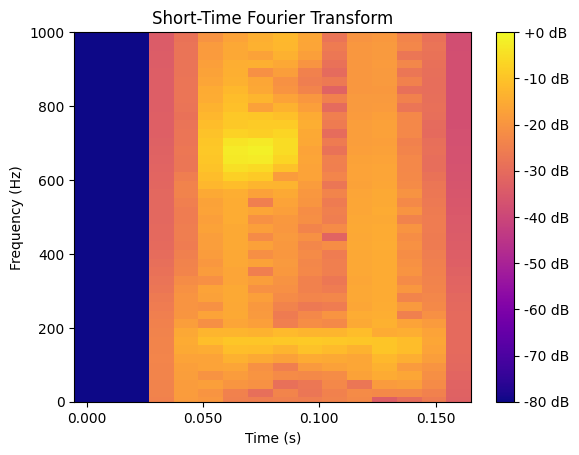 Short-Time Fourier Transform
1000
800
600
400
200
0
Frequency (Hz)
0.000
0.050
0.100
0.150
Time (s)
+0 dB
-10 dB
-20 dB
-30 dB
-40 dB
-50 dB
-60 dB
-70 dB
-80 dB